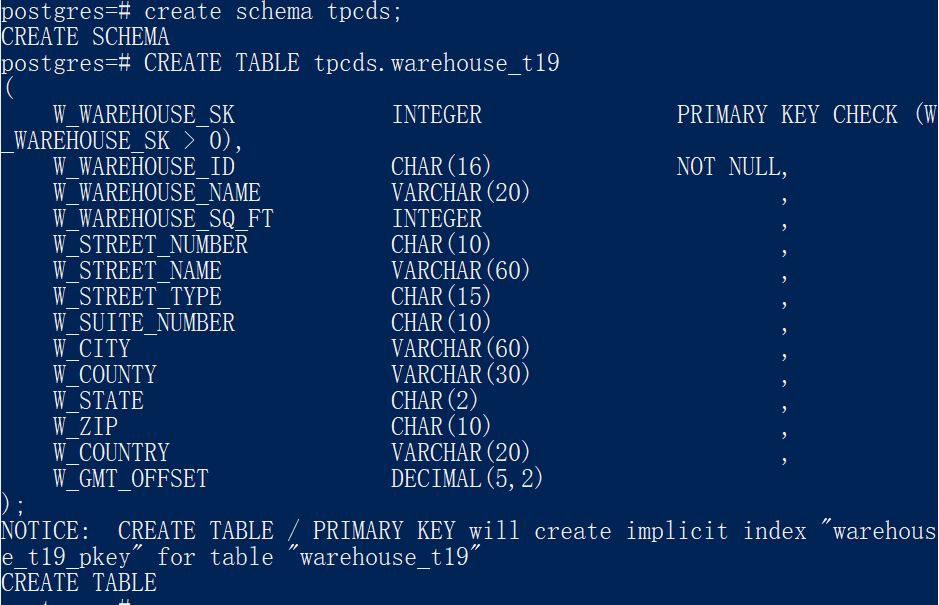 postgres=# create schema tpcds;
CREATE SCHEMA
postgres=# CREATE TABLE tpcds.warehouse_t19
(
    W_WAREHOUSE_SK            INTEGER               PRIMARY KEY CHECK (W
_WAREHOUSE_SK > 0),
    W_WAREHOUSE_ID            CHAR(16)              NOT NULL,
    W_WAREHOUSE_NAME          VARCHAR(20)                   ,
    W_WAREHOUSE_SQ_FT         INTEGER                       ,
    W_STREET_NUMBER           CHAR(10)                      ,
    W_STREET_NAME             VARCHAR(60)                   ,
    W_STREET_TYPE             CHAR(15)                      ,
    W_SUITE_NUMBER            CHAR(10)                      ,
    W_CITY                    VARCHAR(60)                   ,
    W_COUNTY                  VARCHAR(30)                   ,
    W_STATE                   CHAR(2)                       ,
    W_ZIP                     CHAR(10)                      ,
    W_COUNTRY                 VARCHAR(20)                   ,
    W_GMT_OFFSET              DECIMAL(5,2)
);
NOTICE:  CREATE TABLE / PRIMARY KEY will create implicit index "warehous
e_t19_pkey" for table "warehouse_t19"
CREATE TABLE